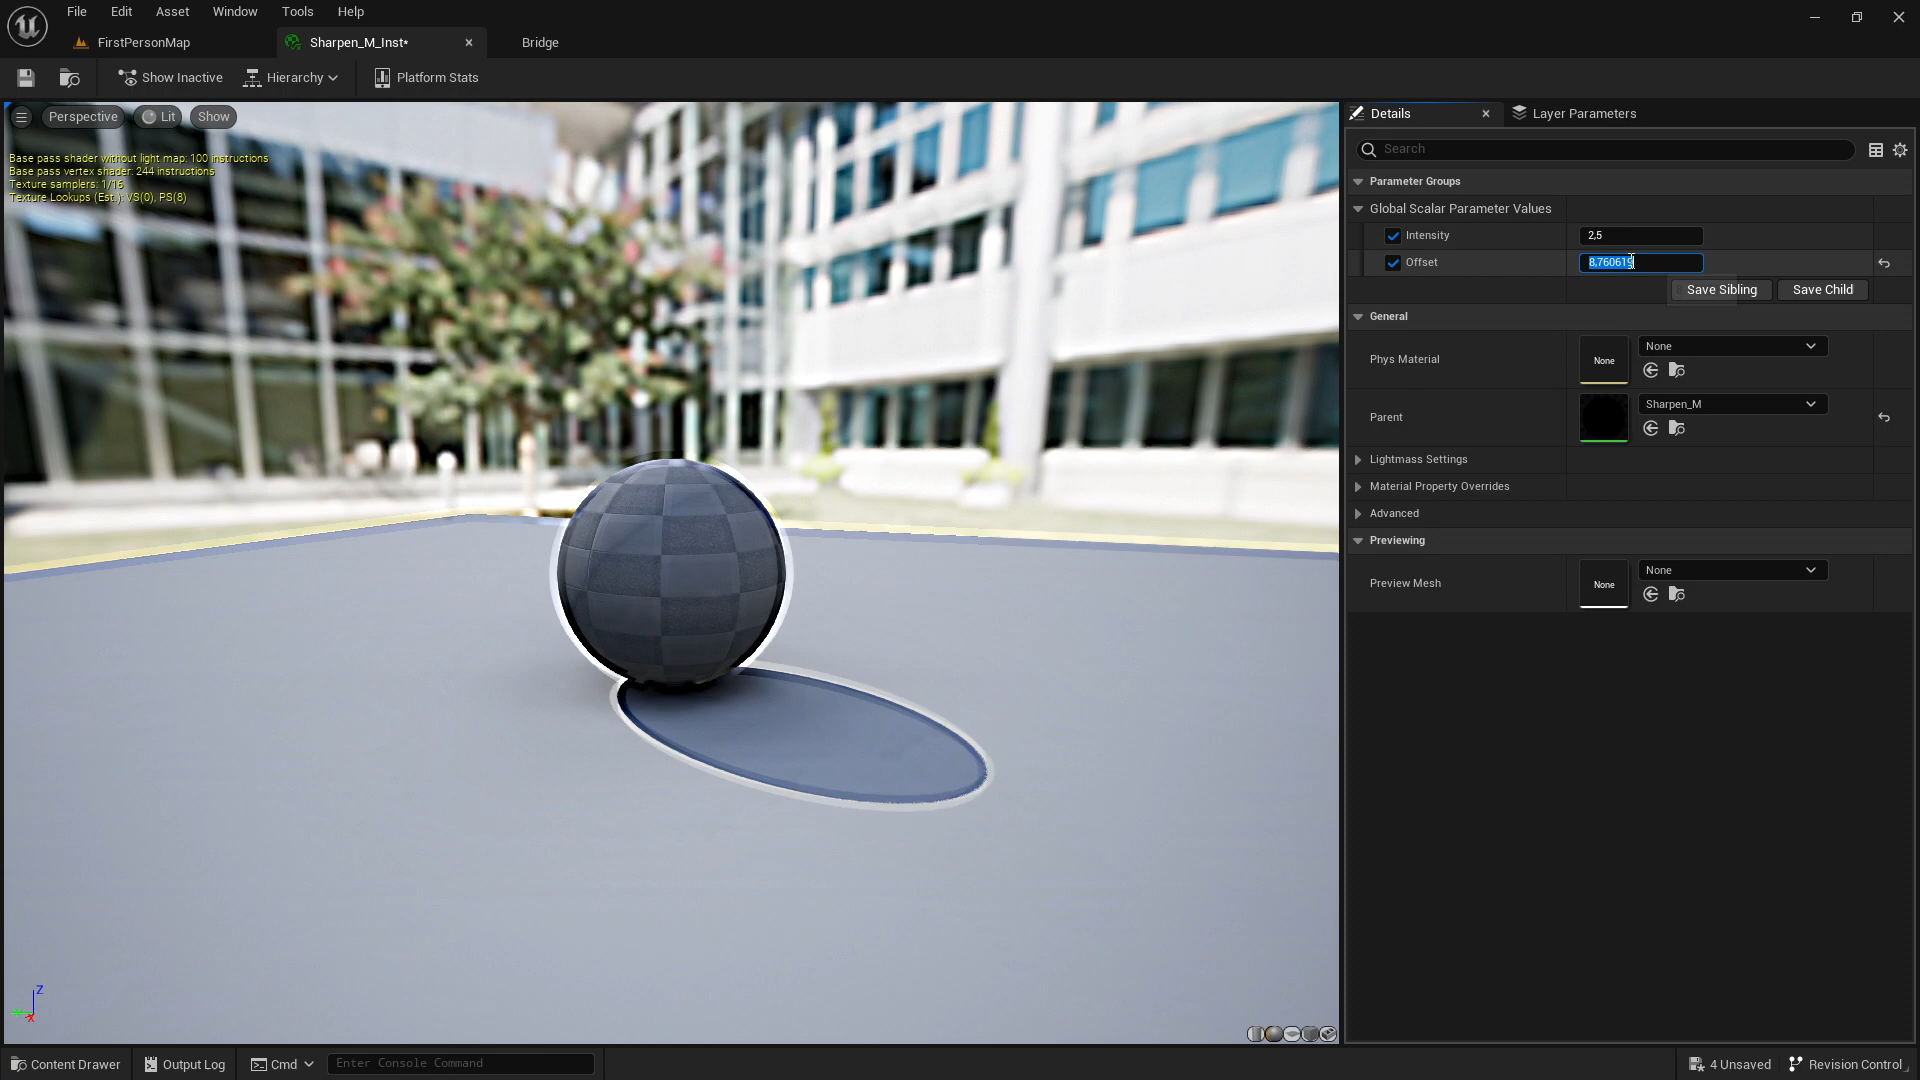 File Edit Asset Window Tools Help
FirstPersonMap Sharpen_M_Inst* Bridge
Show Inactive Hierarchy Platform Stats
Perspective Lit Show
Base pass shader without light map: 100 instructions
Base pass vertex shader: 244 instructions
Texture samplers: 1/16
Texture Lookups (Est.): VS(0), PS(8)
Z
Y
X
Details Layer Parameters
Search
Parameter Groups
Global Scalar Parameter Values
Intensity 2,5
Offset 8,760619
Save Sibling Save Child
General
Phys Material None None
Parent Sharpen_M
Lightmass Settings
Material Property Overrides
Advanced
Previewing
Preview Mesh None None
Content Drawer Output Log Cmd Enter Console Command 4 Unsaved Revision Control